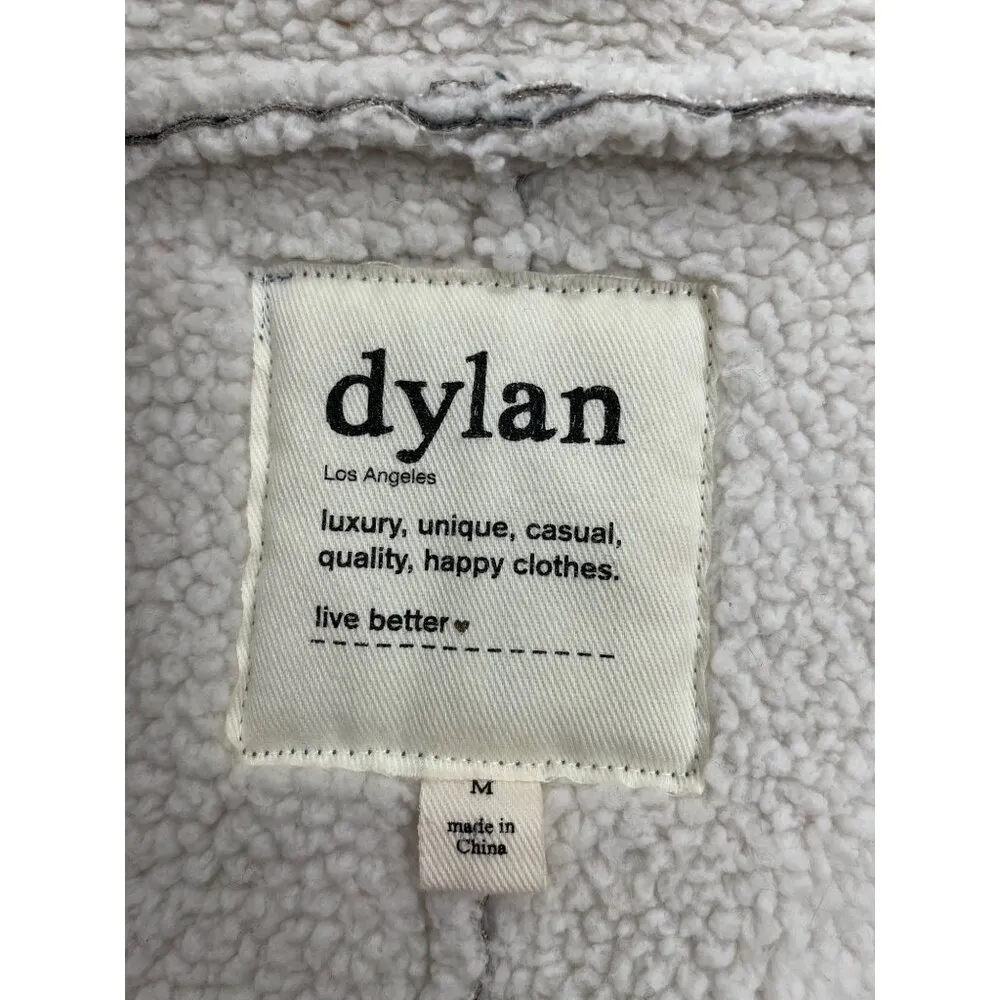 dylan
Los Angeles
luxury, unique, casual,
quality, happy clothes.
live better♥
M
made in
China